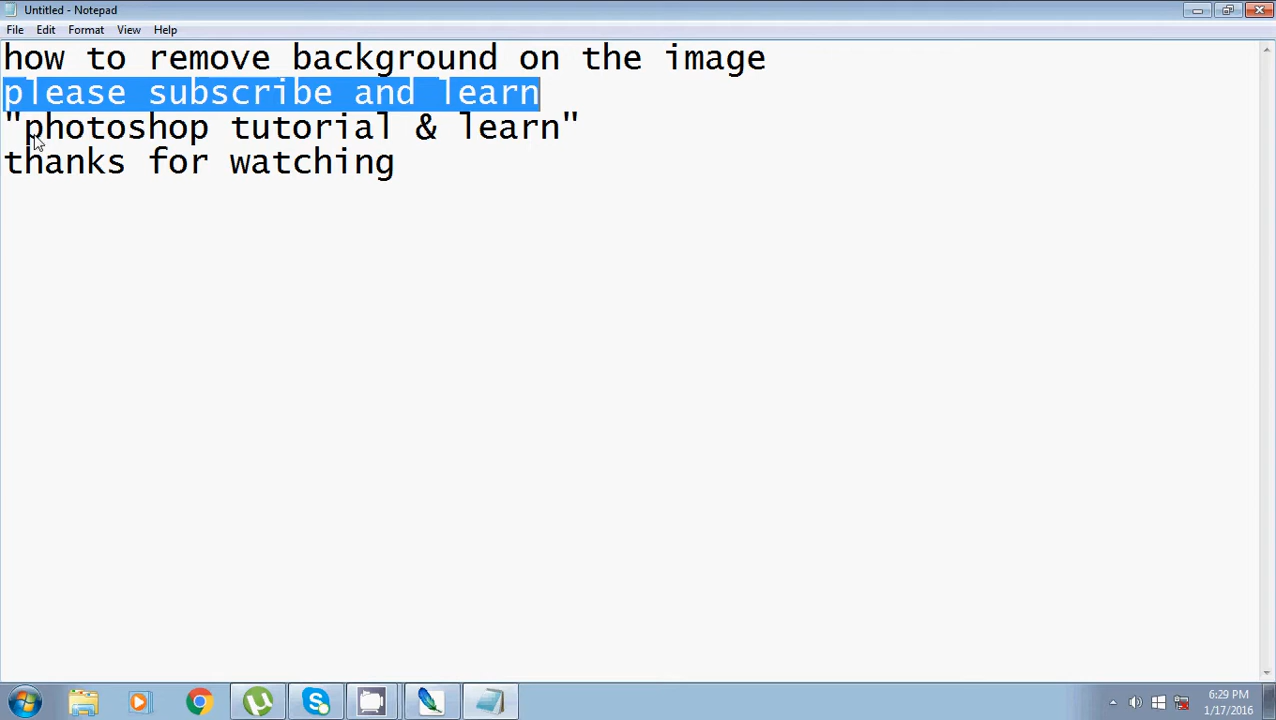 Untitled - Notepad
File Edit Format View Help
how to remove background on the image
please subscribe and learn
"photoshop tutorial & learn"
thanks for watching
6:29 PM
1/17/2016